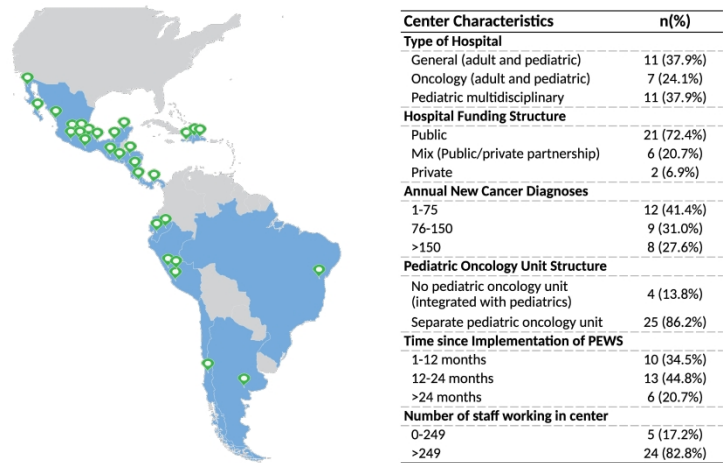 Center Characteristics n(%)
Type of Hospital
General (adult and pediatric) 11 (37.9%)
Oncology (adult and pediatric) 7 (24.1%)
Pediatric multidisciplinary 11 (37.9%)
Hospital Funding Structure
Public 21 (72.4%)
Mix (Public/private partnership) 6 (20.7%)
Private 2 (6.9%)
Annual New Cancer Diagnoses
1-75 12 (41.4%)
76-150 9 (31.0%)
>150 8 (27.6%)
Pediatric Oncology Unit Structure
No pediatric oncology unit
(integrated with pediatrics) 4 (13.8%)
Separate pediatric oncology unit 25 (86.2%)
Time since Implementation of PEWS
1-12 months 10 (34.5%)
12-24 months 13 (44.8%)
>24 months 6 (20.7%)
Number of staff working in center
0-249 5 (17.2%)
>249 24 (82.8%)